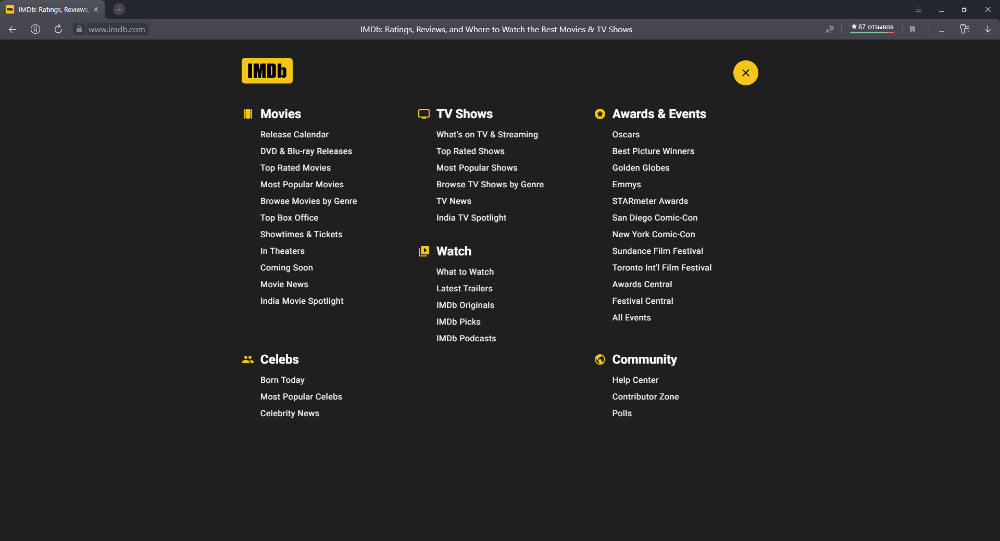 IMDb: Ratings, Reviews,
www.imdb.com
IMDb: Ratings, Reviews, and Where to Watch the Best Movies & TV Shows
★87 отзывов
IMDb
Movies
Release Calendar
DVD & Blu-ray Releases
Top Rated Movies
Most Popular Movies
Browse Movies by Genre
Top Box Office
Showtimes & Tickets
In Theaters
Coming Soon
Movie News
India Movie Spotlight
TV Shows
What's on TV & Streaming
Top Rated Shows
Most Popular Shows
Browse TV Shows by Genre
TV News
India TV Spotlight
Watch
What to Watch
Latest Trailers
IMDb Originals
IMDb Picks
IMDb Podcasts
Awards & Events
Oscars
Best Picture Winners
Golden Globes
Emmys
STARmeter Awards
San Diego Comic-Con
New York Comic-Con
Sundance Film Festival
Toronto Int'l Film Festival
Awards Central
Festival Central
All Events
Celebs
Born Today
Most Popular Celebs
Celebrity News
Community
Help Center
Contributor Zone
Polls